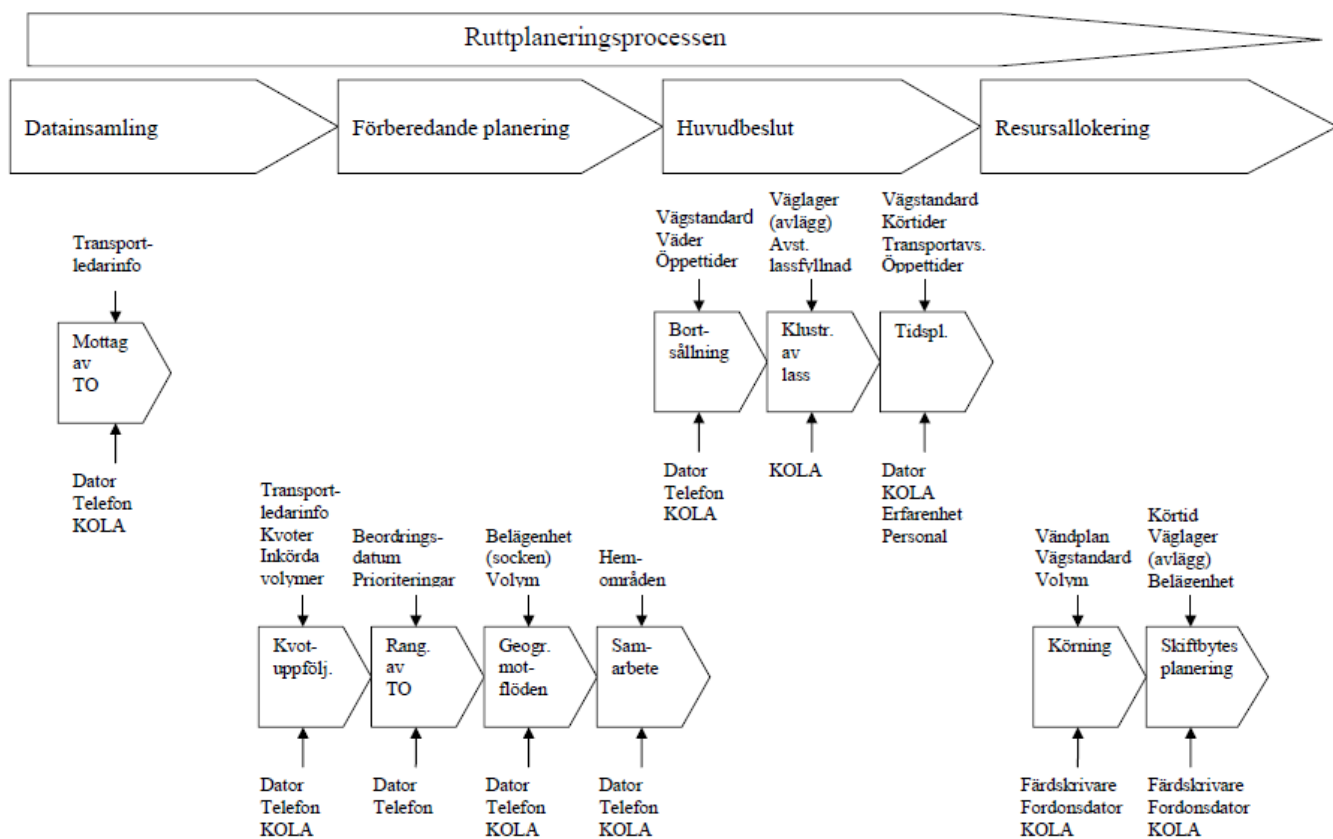 Ruttplaneringsprocessen
Datainsamling
Förberedande planering
Huvudbeslut
Resursallokering
Transport-
ledarinfo
Mottag
av
TO
Dator
Telefon
KOLA
Transport-
ledarinfo
Kvoter
Inkörda
volymer
Kvot-
uppfölj.
Dator
Telefon
KOLA
Beordrings-
datum
Prioriteringar
Rang.
av
TO
Dator
Telefon
Belägenhet
(socken)
Volym
Geogr.
mot-
flöden
Dator
Telefon
KOLA
Hem-
områden
Sam-
arbete
Dator
Telefon
KOLA
Vägstandard
Väder
Öppettider
Bort-
sållning
Dator
Telefon
KOLA
Väglager
(avlägg)
Avst.
lassfyllnad
Klustr.
av
lass
KOLA
Vägstandard
Körtider
Transportavs.
Öppettider
Tidspl.
Dator
KOLA
Erfarenhet
Personal
Vändplan
Vägstandard
Volym
Körning
Färdskrivare
Fordonsdator
KOLA
Körtid
Väglager
(avlägg)
Belägenhet
Skiftbytes
planering
Färdskrivare
Fordonsdator
KOLA